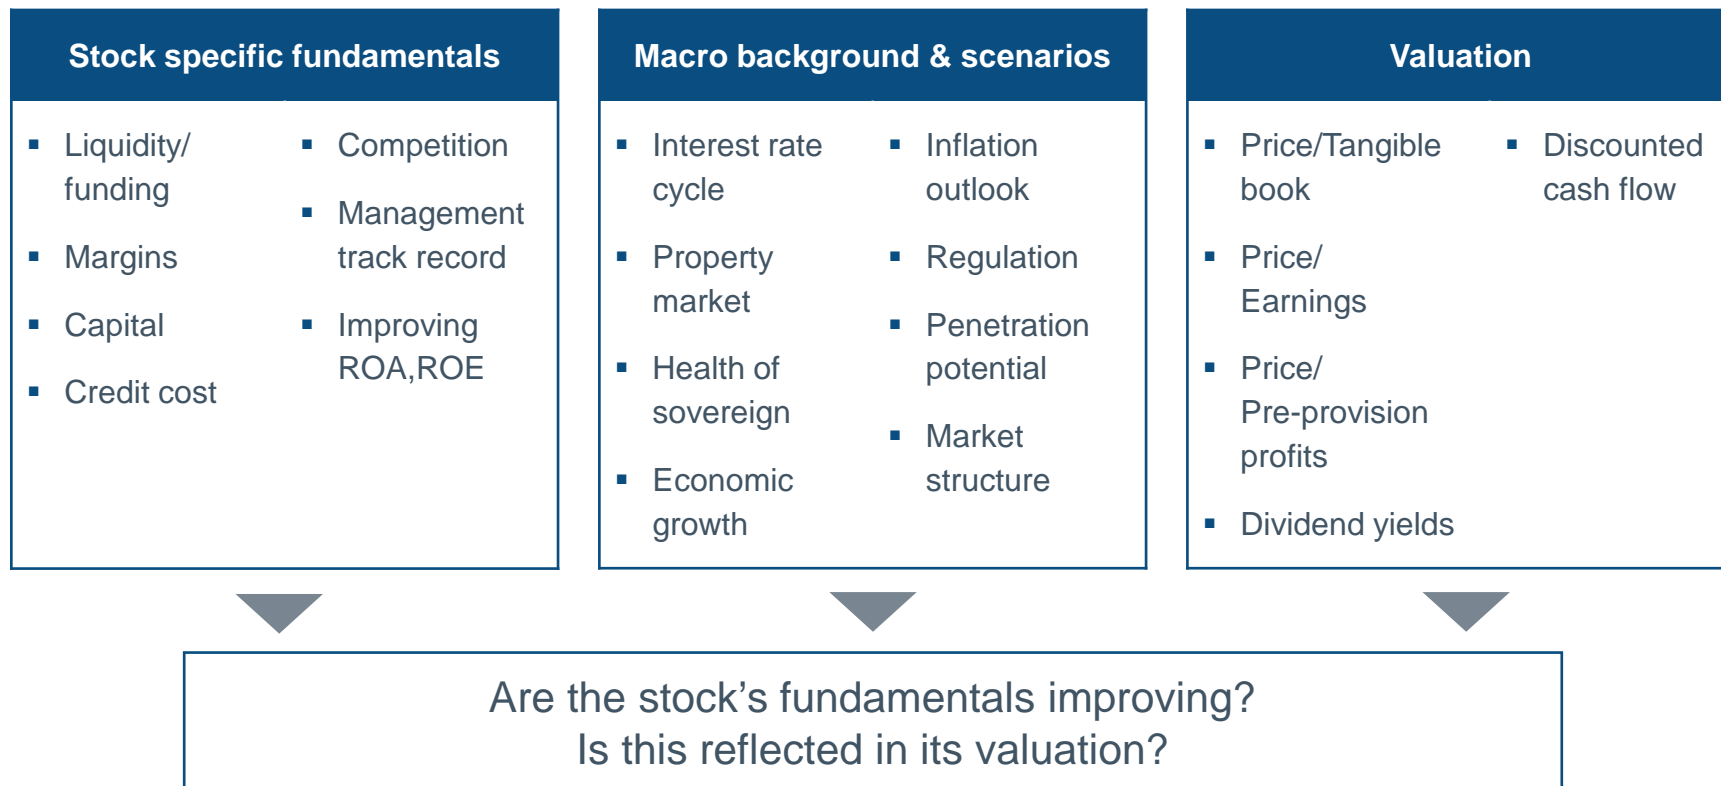 Stock specific fundamentals
Liquidity/
funding
Margins
Capital
Credit cost
Competition
Management
track record
Improving
ROA,ROE
Macro background & scenarios
Interest rate
cycle
Property
market
Health of
sovereign
Economic
growth
Inflation
outlook
Regulation
Penetration
potential
Market
structure
Valuation
Price/Tangible
book
Price/
Earnings
Price/
Pre-provision
profits
Dividend yields
Discounted
cash flow
Are the stock’s fundamentals improving?
Is this reflected in its valuation?